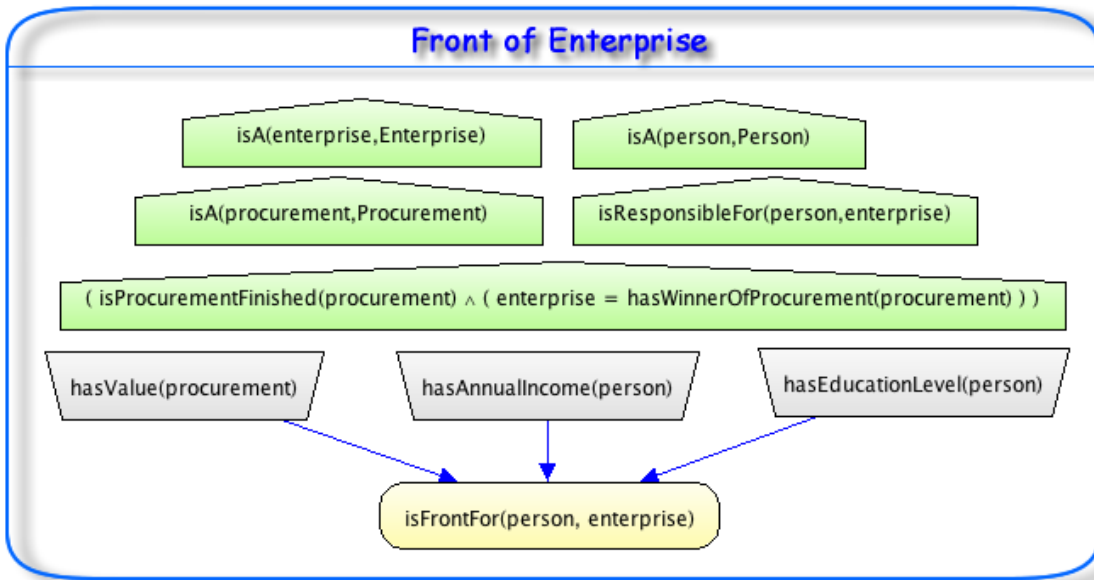 Front of Enterprise
isA(enterprise,Enterprise)
isA(person,Person)
isA(procurement,Procurement)
isResponsibleFor(person,enterprise)
( isProcurementFinished(procurement) ∧ ( enterprise = hasWinnerOfProcurement(procurement) ) )
hasValue(procurement)
hasAnnualIncome(person)
hasEducationLevel(person)
isFrontFor(person, enterprise)